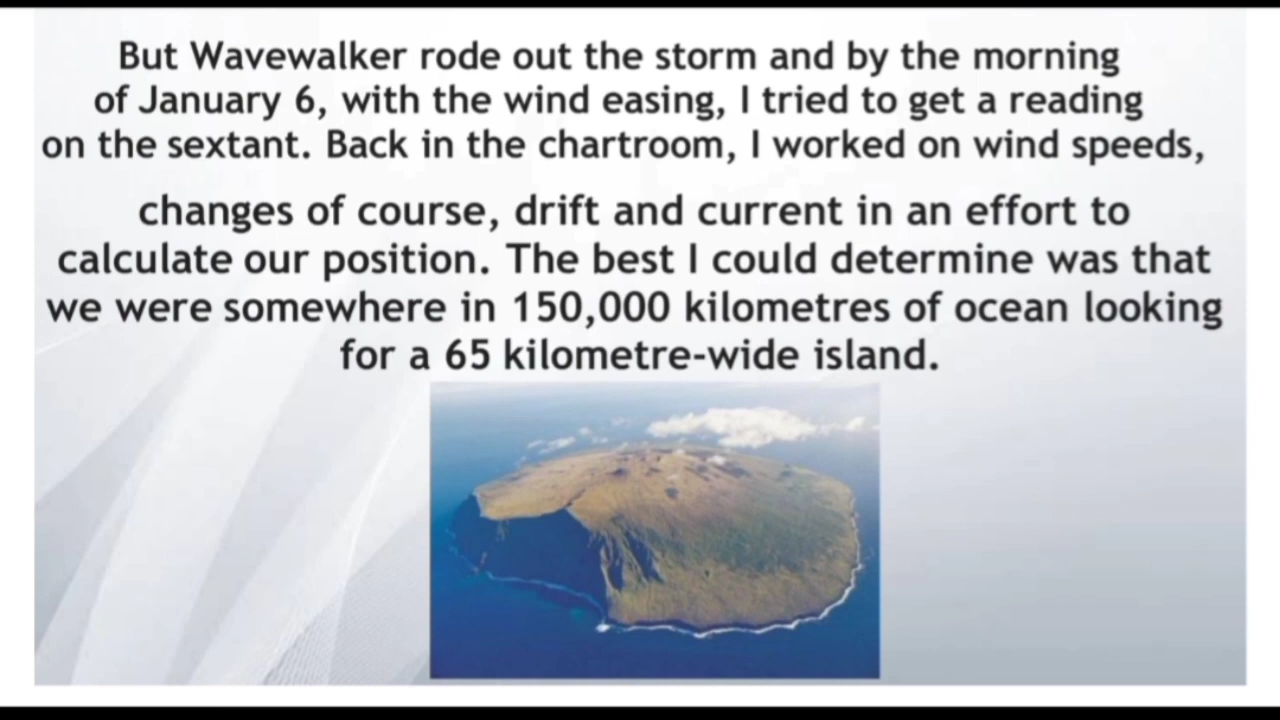 But Wavewalker rode out the storm and by the morning
of January 6, with the wind easing, I tried to get a reading
on the sextant. Back in the chartroom, I worked on wind speeds,
changes of course, drift and current in an effort to
calculate our position. The best I could determine was that
we were somewhere in 150,000 kilometres of ocean looking
for a 65 kilometre-wide island.